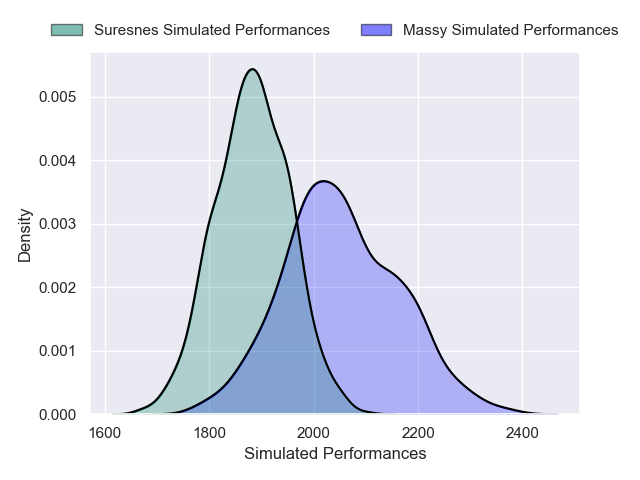 Suresnes Simulated Performances Massy Simulated Performances
Density
0.005
0.004
0.003
0.002
0.001
0.000
1600 1800 2000 2200 2400
Simulated Performances